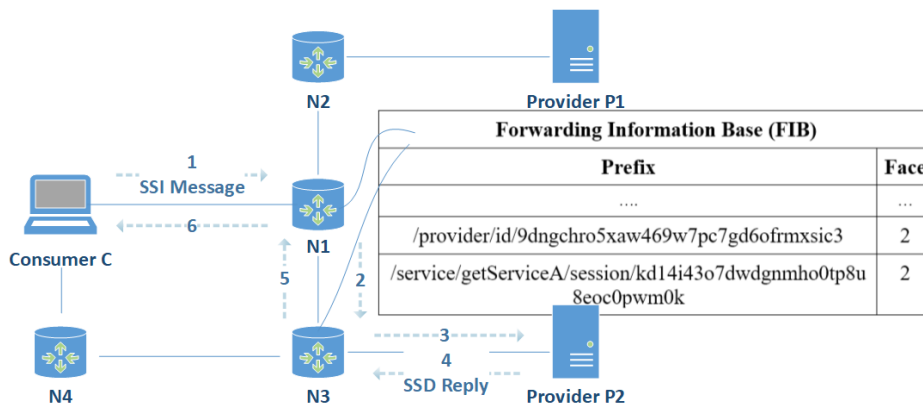 N2
Provider P1
Forwarding Information Base (FIB)
Prefix Face
.... ...
/provider/id/9dngchro5xaw469w7pc7gd6ofrmxsic3 2
/service/getServiceA/session/kd14i43o7dwdgnmho0tp8u 2
8eoc0pwm0k
1
SSI Message
6
N1
Consumer C
5
2
3
4
SSD Reply
N4
N3
Provider P2